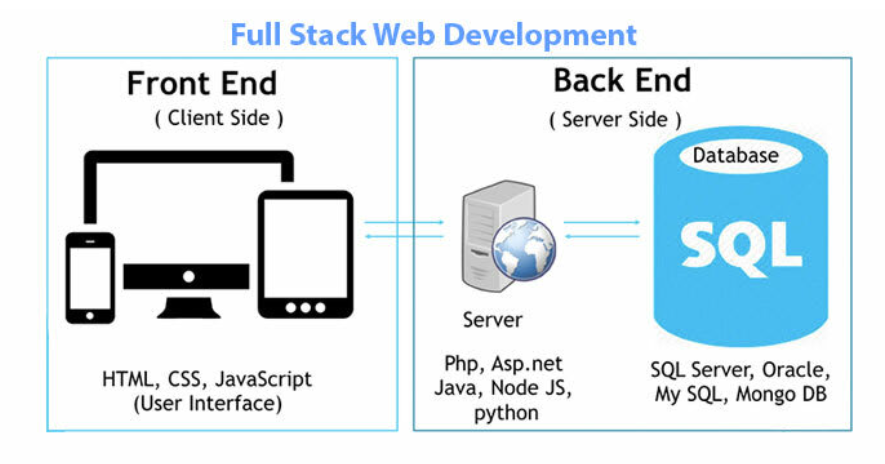 Full Stack Web Development
Front End
( Client Side )
HTML, CSS, JavaScript
(User Interface)
Back End
( Server Side )
Server
Php, Asp.net
Java, Node JS,
python
Database
SQL
SQL Server, Oracle,
My SQL, Mongo DB